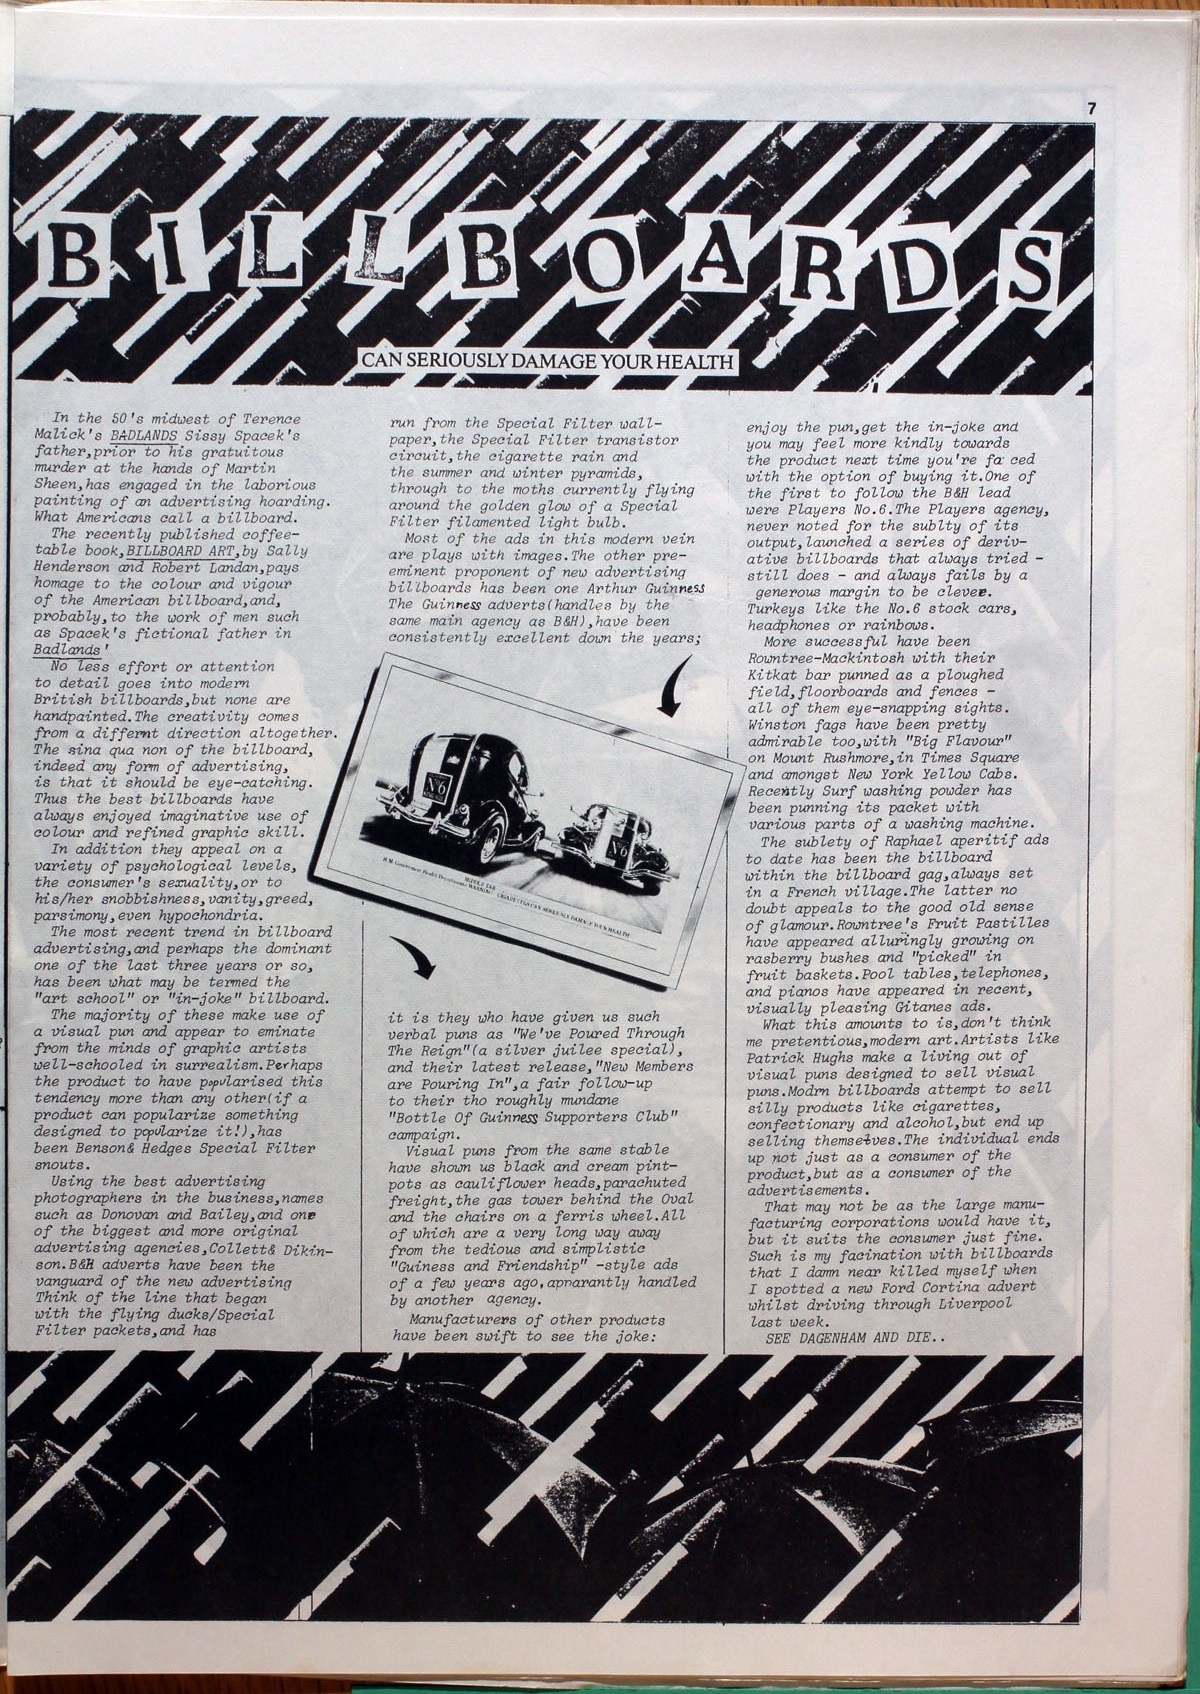 7
BILLBOARDS
CAN SERIOUSLY DAMAGE YOUR HEALTH
In the 50's midwest of Terence
Malick's BADLANDS Sissy Spacek's
father,prior to his gratuitous
murder at the hands of Martin
Sheen,has engaged in the laborious
painting of an advertising hoarding.
What Americans call a billboard.
The recently published coffee-
table book,BILLBOARD ART,by Sally
Henderson and Robert Landan,pays
homage to the colour and vigour
of the American billboard,and,
probably,to the work of men such
as Spacek's fictional father in
Badlands'
No less effort or attention
to detail goes into modern
British billboards,but none are
handpainted.The creativity comes
from a differnt direction altogether.
The sina qua non of the billboard,
indeed any form of advertising,
is that it should be eye-catching.
Thus the best billboards have
always enjoyed imaginative use of
colour and refined graphic skill.
In addition they appeal on a
variety of psychological levels,
the consumer's sexuality,or to
his/her snobbishness,vanity,greed,
parsimony,even hypochondria.
The most recent trend in billboard
advertising,and perhaps the dominant
one of the last three years or so,
has been what may be termed the
"art school" or "in-joke" billboard.
The majority of these make use of
a visual pun and appear to eminate
from the minds of graphic artists
well-schooled in surrealism.Perhaps
the product to have popularised this
tendency more than any other(if a
product can popularize something
designed to popularize it!),has
been Benson& Hedges Special Filter
snouts.
Using the best advertising
photographers in the business,names
such as Donovan and Bailey,and one
of the biggest and more original
advertising agencies,Collett& Dikin-
son.B&H adverts have been the
vanguard of the new advertising
Think of the line that began
with the flying ducks/Special
Filter packets,and has
run from the Special Filter wall-
paper,the Special Filter transistor
circuit,the cigarette rain and
the summer and winter pyramids,
through to the moths currently flying
around the golden glow of a Special
Filter filamented light bulb.
Most of the ads in this modern vein
are plays with images.The other pre-
eminent proponent of new advertising
billboards has been one Arthur Guinness
The Guinness adverts(handles by the
same main agency as B&H),have been
consistently excellent down the years;
No6
No6
MIDDLE TAR
H.M. Government Health Departments' WARNING: CIGARETTES CAN SERIOUSLY DAMAGE YOUR HEALTH
it is they who have given us such
verbal puns as "We've Poured Through
The Reign"(a silver juilee special),
and their latest release,"New Members
are Pouring In",a fair follow-up
to their tho roughly mundane
"Bottle Of Guinness Supporters Club"
campaign.
Visual puns from the same stable
have shown us black and cream pint-
pots as cauliflower heads,parachuted
freight,the gas tower behind the Oval
and the chairs on a ferris wheel.All
of which are a very long way away
from the tedious and simplistic
"Guiness and Friendship" -style ads
of a few years ago,apparantly handled
by another agency.
Manufacturers of other products
have been swift to see the joke:
enjoy the pun,get the in-joke and
you may feel more kindly towards
the product next time you're fa ced
with the option of buying it.One of
the first to follow the B&H lead
were Players No.6.The Players agency,
never noted for the sublty of its
output,launched a series of deriv-
ative billboards that always tried -
still does - and always fails by a
generous margin to be clever.
Turkeys like the No.6 stock cars,
headphones or rainbows.
More successful have been
Rowntree-Mackintosh with their
Kitkat bar punned as a ploughed
field,floorboards and fences -
all of them eye-snapping sights.
Winston fags have been pretty
admirable too,with "Big Flavour"
on Mount Rushmore,in Times Square
and amongst New York Yellow Cabs.
Recently Surf washing powder has
been punning its packet with
various parts of a washing machine.
The sublety of Raphael aperitif ads
to date has been the billboard
within the billboard gag,always set
in a French village.The latter no
doubt appeals to the good old sense
of glamour.Rowntree's Fruit Pastilles
have appeared alluringly growing on
rasberry bushes and "picked" in
fruit baskets.Pool tables,telephones,
and pianos have appeared in recent,
visually pleasing Gitanes ads.
What this amounts to is,don't think
me pretentious,modern art.Artists like
Patrick Hughs make a living out of
visual puns designed to sell visual
puns.Modrn billboards attempt to sell
silly products like cigarettes,
confectionary and alcohol,but end up
selling themselves.The individual ends
up not just as a consumer of the
product,but as a consumer of the
advertisements.
That may not be as the large manu-
facturing corporations would have it,
but it suits the consumer just fine.
Such is my facination with billboards
that I damn near killed myself when
I spotted a new Ford Cortina advert
whilst driving through Liverpool
last week.
SEE DAGENHAM AND DIE..